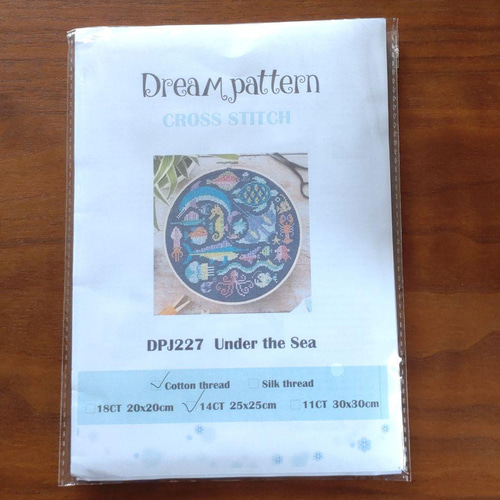 Dream pattern
CROSS STITCH
DPJ227 Under the Sea
Cotton thread Silk thread
18CT 20x20cm 14CT 25x25cm 11CT 30x30cm